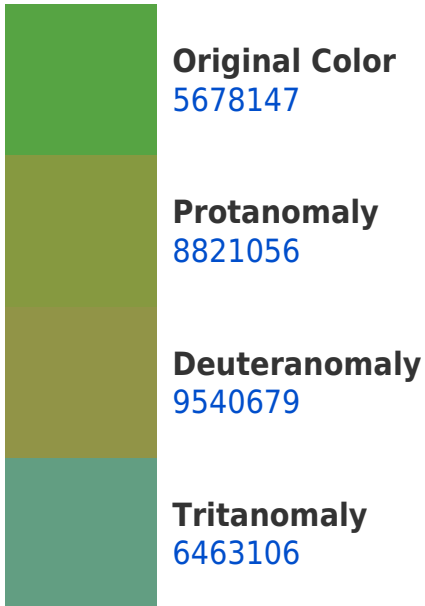 Original Color
5678147
Protanomaly
8821056
Deuteranomaly
9540679
Tritanomaly
6463106